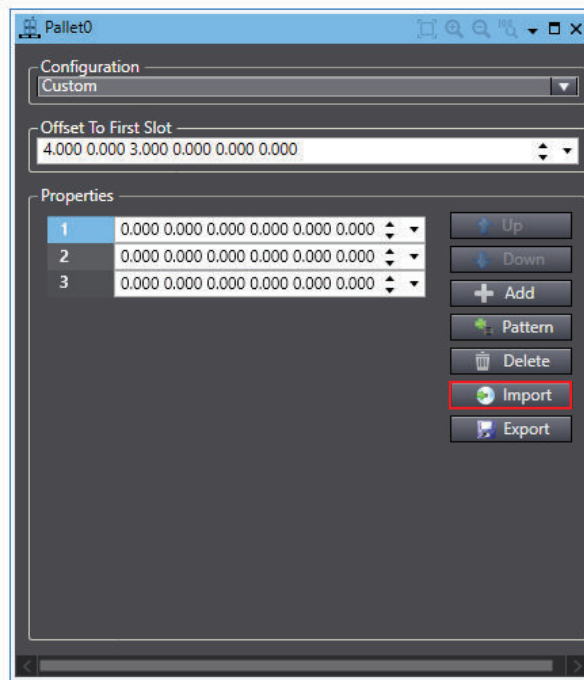 Pallet0
Configuration
Custom
Offset To First Slot
4.000 0.000 3.000 0.000 0.000 0.000
Properties
1 0.000 0.000 0.000 0.000 0.000 0.000
2 0.000 0.000 0.000 0.000 0.000 0.000
3 0.000 0.000 0.000 0.000 0.000 0.000
Up
Down
Add
Pattern
Delete
Import
Export